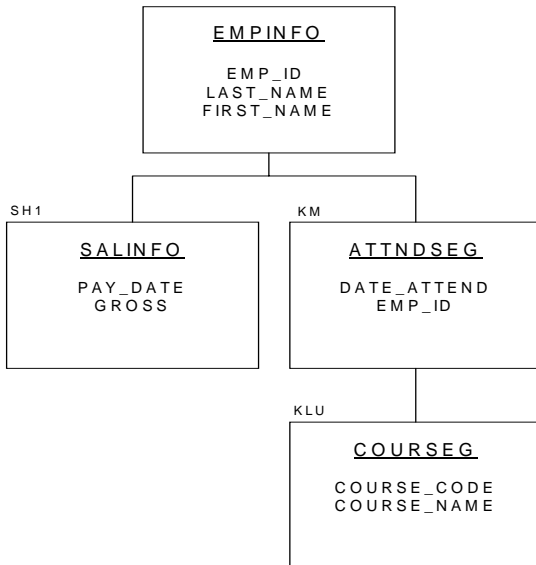 EMPINFO
EMP_ID
LAST_NAME
FIRST_NAME
SH1
SALINFO
PAY_DATE
GROSS
KM
ATTNDSEG
DATE_ATTEND
EMP_ID
KLU
COURSEG
COURSE_CODE
COURSE_NAME